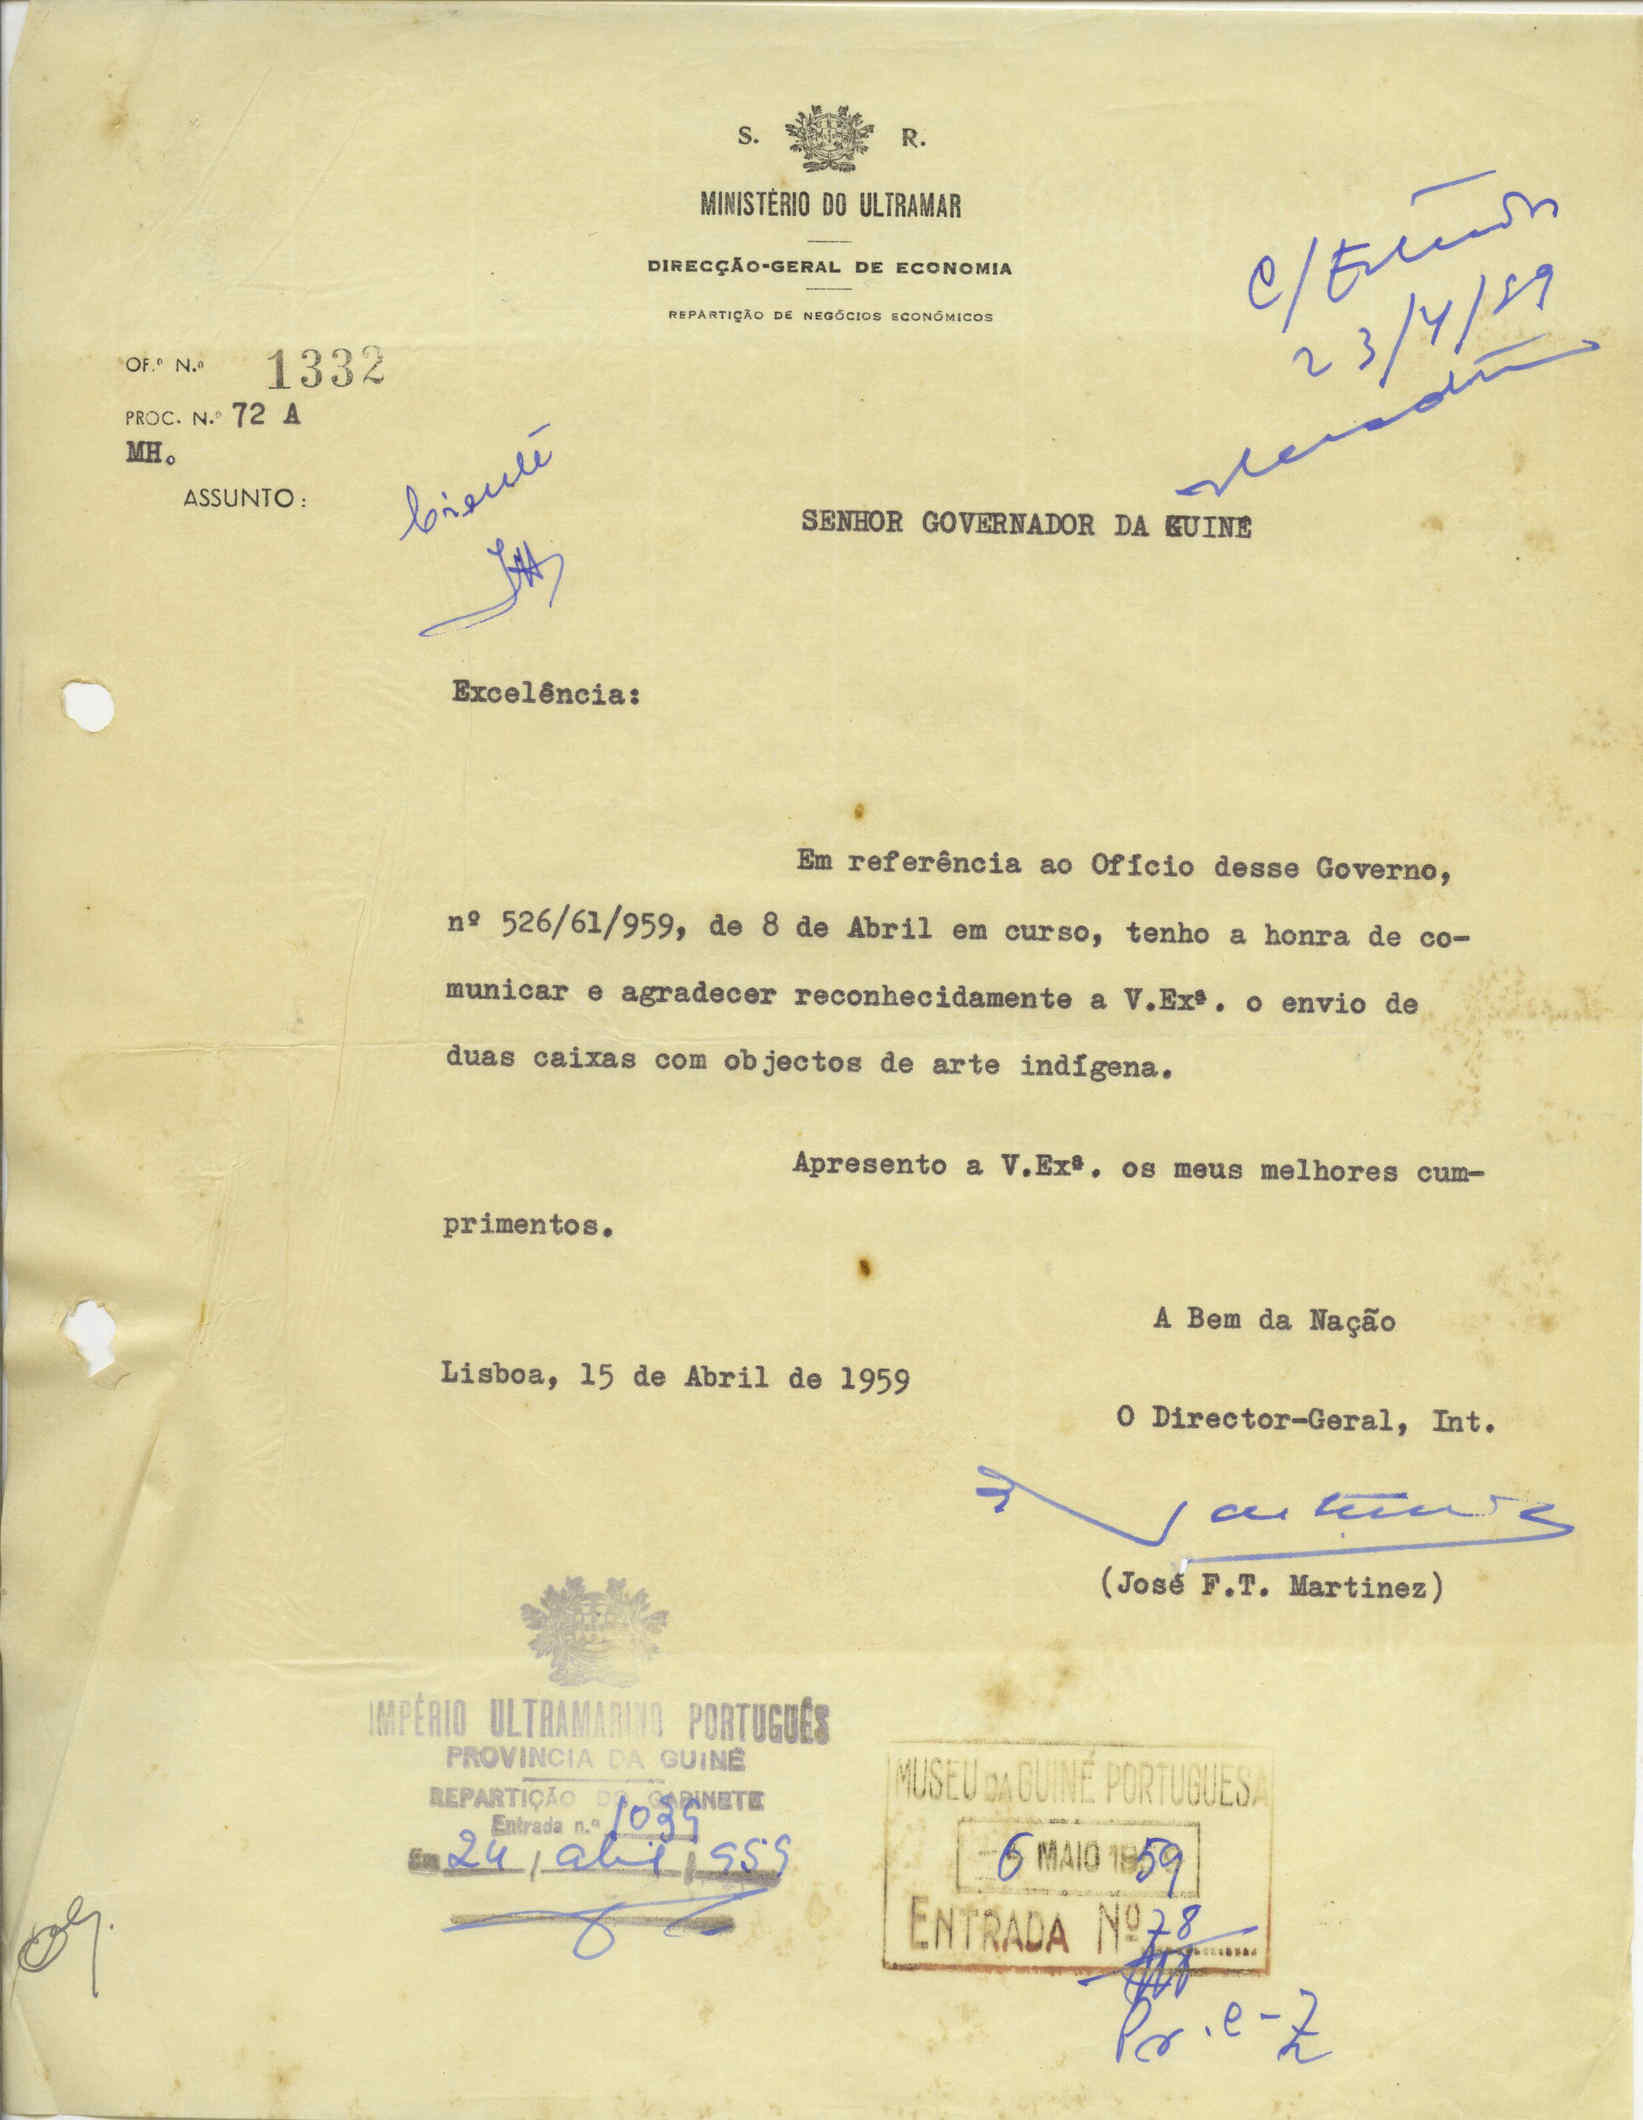 S. R.
MINISTÉRIO DO ULTRAMAR
DIRECÇÃO-GERAL DE ECONOMIA
REPARTIÇÃO DE NEGÓCIOS ECONÓMICOS
23/4/59
OF.º N.º 1332
PROC. N.º 72 A
MH.
ASSUNTO:
Ciente
SENHOR GOVERNADOR DA GUINÉ
Excelência:
Em referência ao Ofício desse Governo,
nº 526/61/959, de 8 de Abril em curso, tenho a honra de co-
municar e agradecer reconhecidamente a V.Exª. o envio de
duas caixas com objectos de arte indígena.
Apresento a V.Exª. os meus melhores cum-
primentos.
A Bem da Nação
Lisboa, 15 de Abril de 1959
O Director-Geral, Int.
(José F.T. Martinez)
IMPÉRIO ULTRAMARINO PORTUGUÊS
PROVINCIA DA GUINÉ
REPARTIÇÃO DO GABINETE
Entrada n.º 1039
Em 24, abril, 959
MUSEU DA GUINÉ PORTUGUESA
6 MAIO 1959
ENTRADA Nº 78